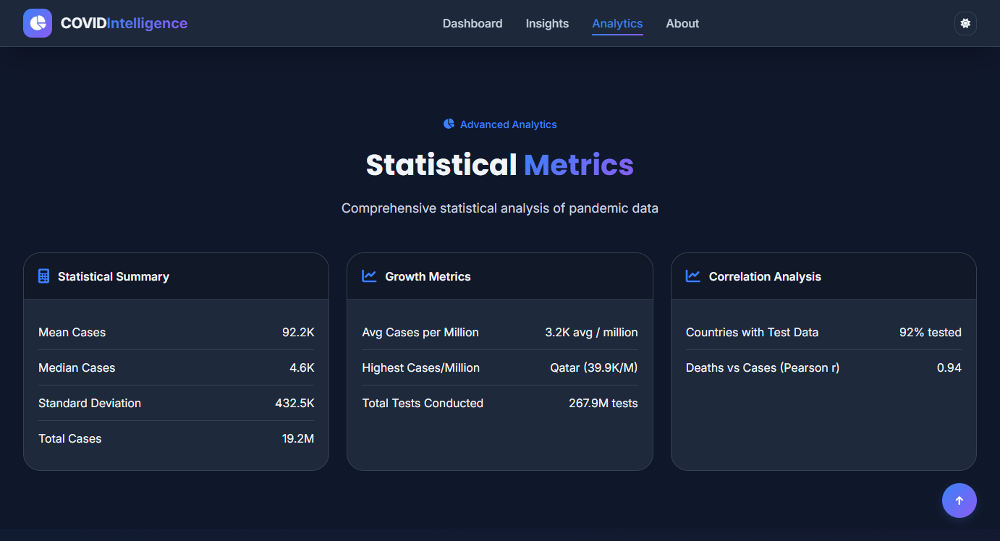 COVIDIntelligence
Dashboard Insights Analytics About
Advanced Analytics
Statistical Metrics
Comprehensive statistical analysis of pandemic data
Statistical Summary
Mean Cases 92.2K
Median Cases 4.6K
Standard Deviation 432.5K
Total Cases 19.2M
Growth Metrics
Avg Cases per Million 3.2K avg / million
Highest Cases/Million Qatar (39.9K/M)
Total Tests Conducted 267.9M tests
Correlation Analysis
Countries with Test Data 92% tested
Deaths vs Cases (Pearson r) 0.94